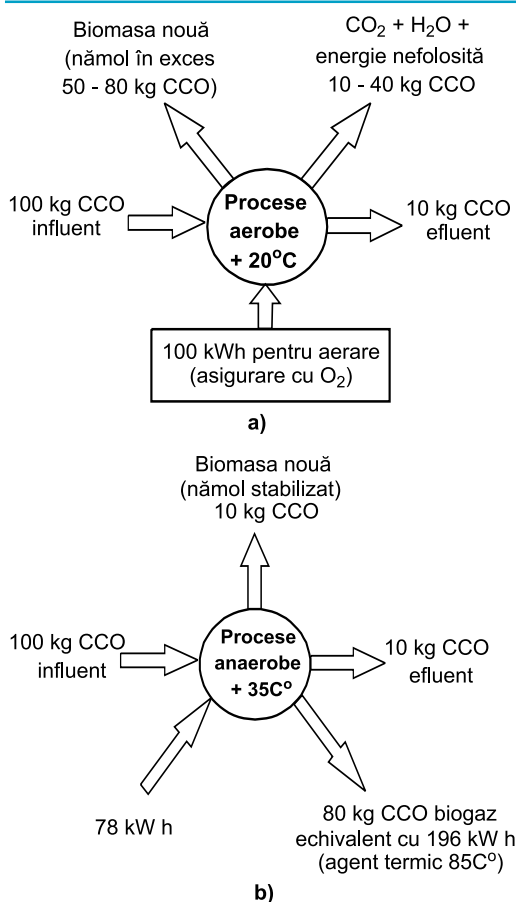 Biomasa nouă
(nămol în exces
50 - 80 kg CCO)
CO₂ + H₂O +
energie nefolosită
10 - 40 kg CCO
100 kg CCO
influent
Procese
aerobe
+ 20°C
10 kg CCO
efluent
100 kWh pentru aerare
(asigurare cu O₂)
a)
Biomasa nouă
(nămol stabilizat)
10 kg CCO
100 kg CCO
influent
Procese
anaerobe
+ 35C°
10 kg CCO
efluent
78 kW h
80 kg CCO biogaz
echivalent cu 196 kW h
(agent termic 85C°)
b)